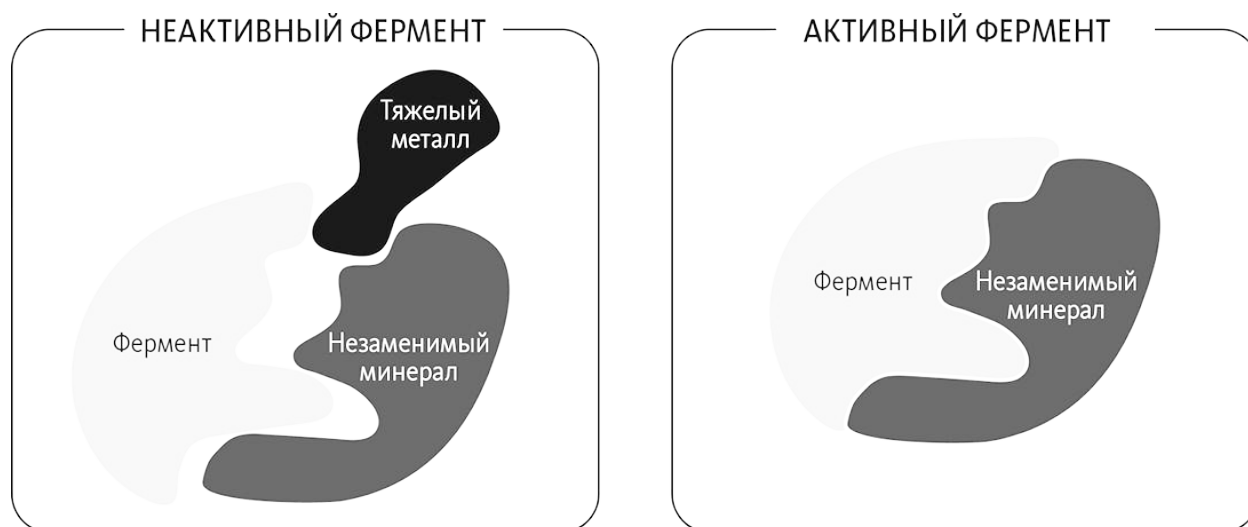 НЕАКТИВНЫЙ ФЕРМЕНТ
Тяжелый
металл
Фермент
Незаменимый
минерал
АКТИВНЫЙ ФЕРМЕНТ
Фермент
Незаменимый
минерал